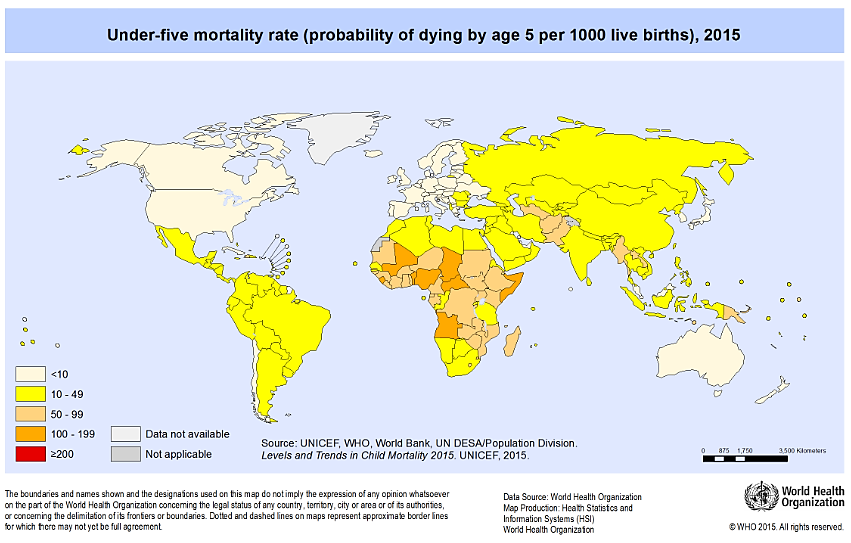 Under-five mortality rate (probability of dying by age 5 per 1000 live births), 2015
<10
10 - 49
50 - 99
100 - 199
≥200
Data not available
Not applicable
Source: UNICEF, WHO, World Bank, UN DESA/Population Division.
Levels and Trends in Child Mortality 2015. UNICEF, 2015.
0 875 1,750 3,500 Kilometers
The boundaries and names shown and the designations used on this map do not imply the expression of any opinion whatsoever
on the part of the World Health Organization concerning the legal status of any country, territory, city or area or of its authorities,
or concerning the delimitation of its frontiers or boundaries. Dotted and dashed lines on maps represent approximate border lines
for which there may not yet be full agreement.
Data Source: World Health Organization
Map Production: Health Statistics and
Information Systems (HSI)
World Health Organization
World Health
Organization
© WHO 2015. All rights reserved.